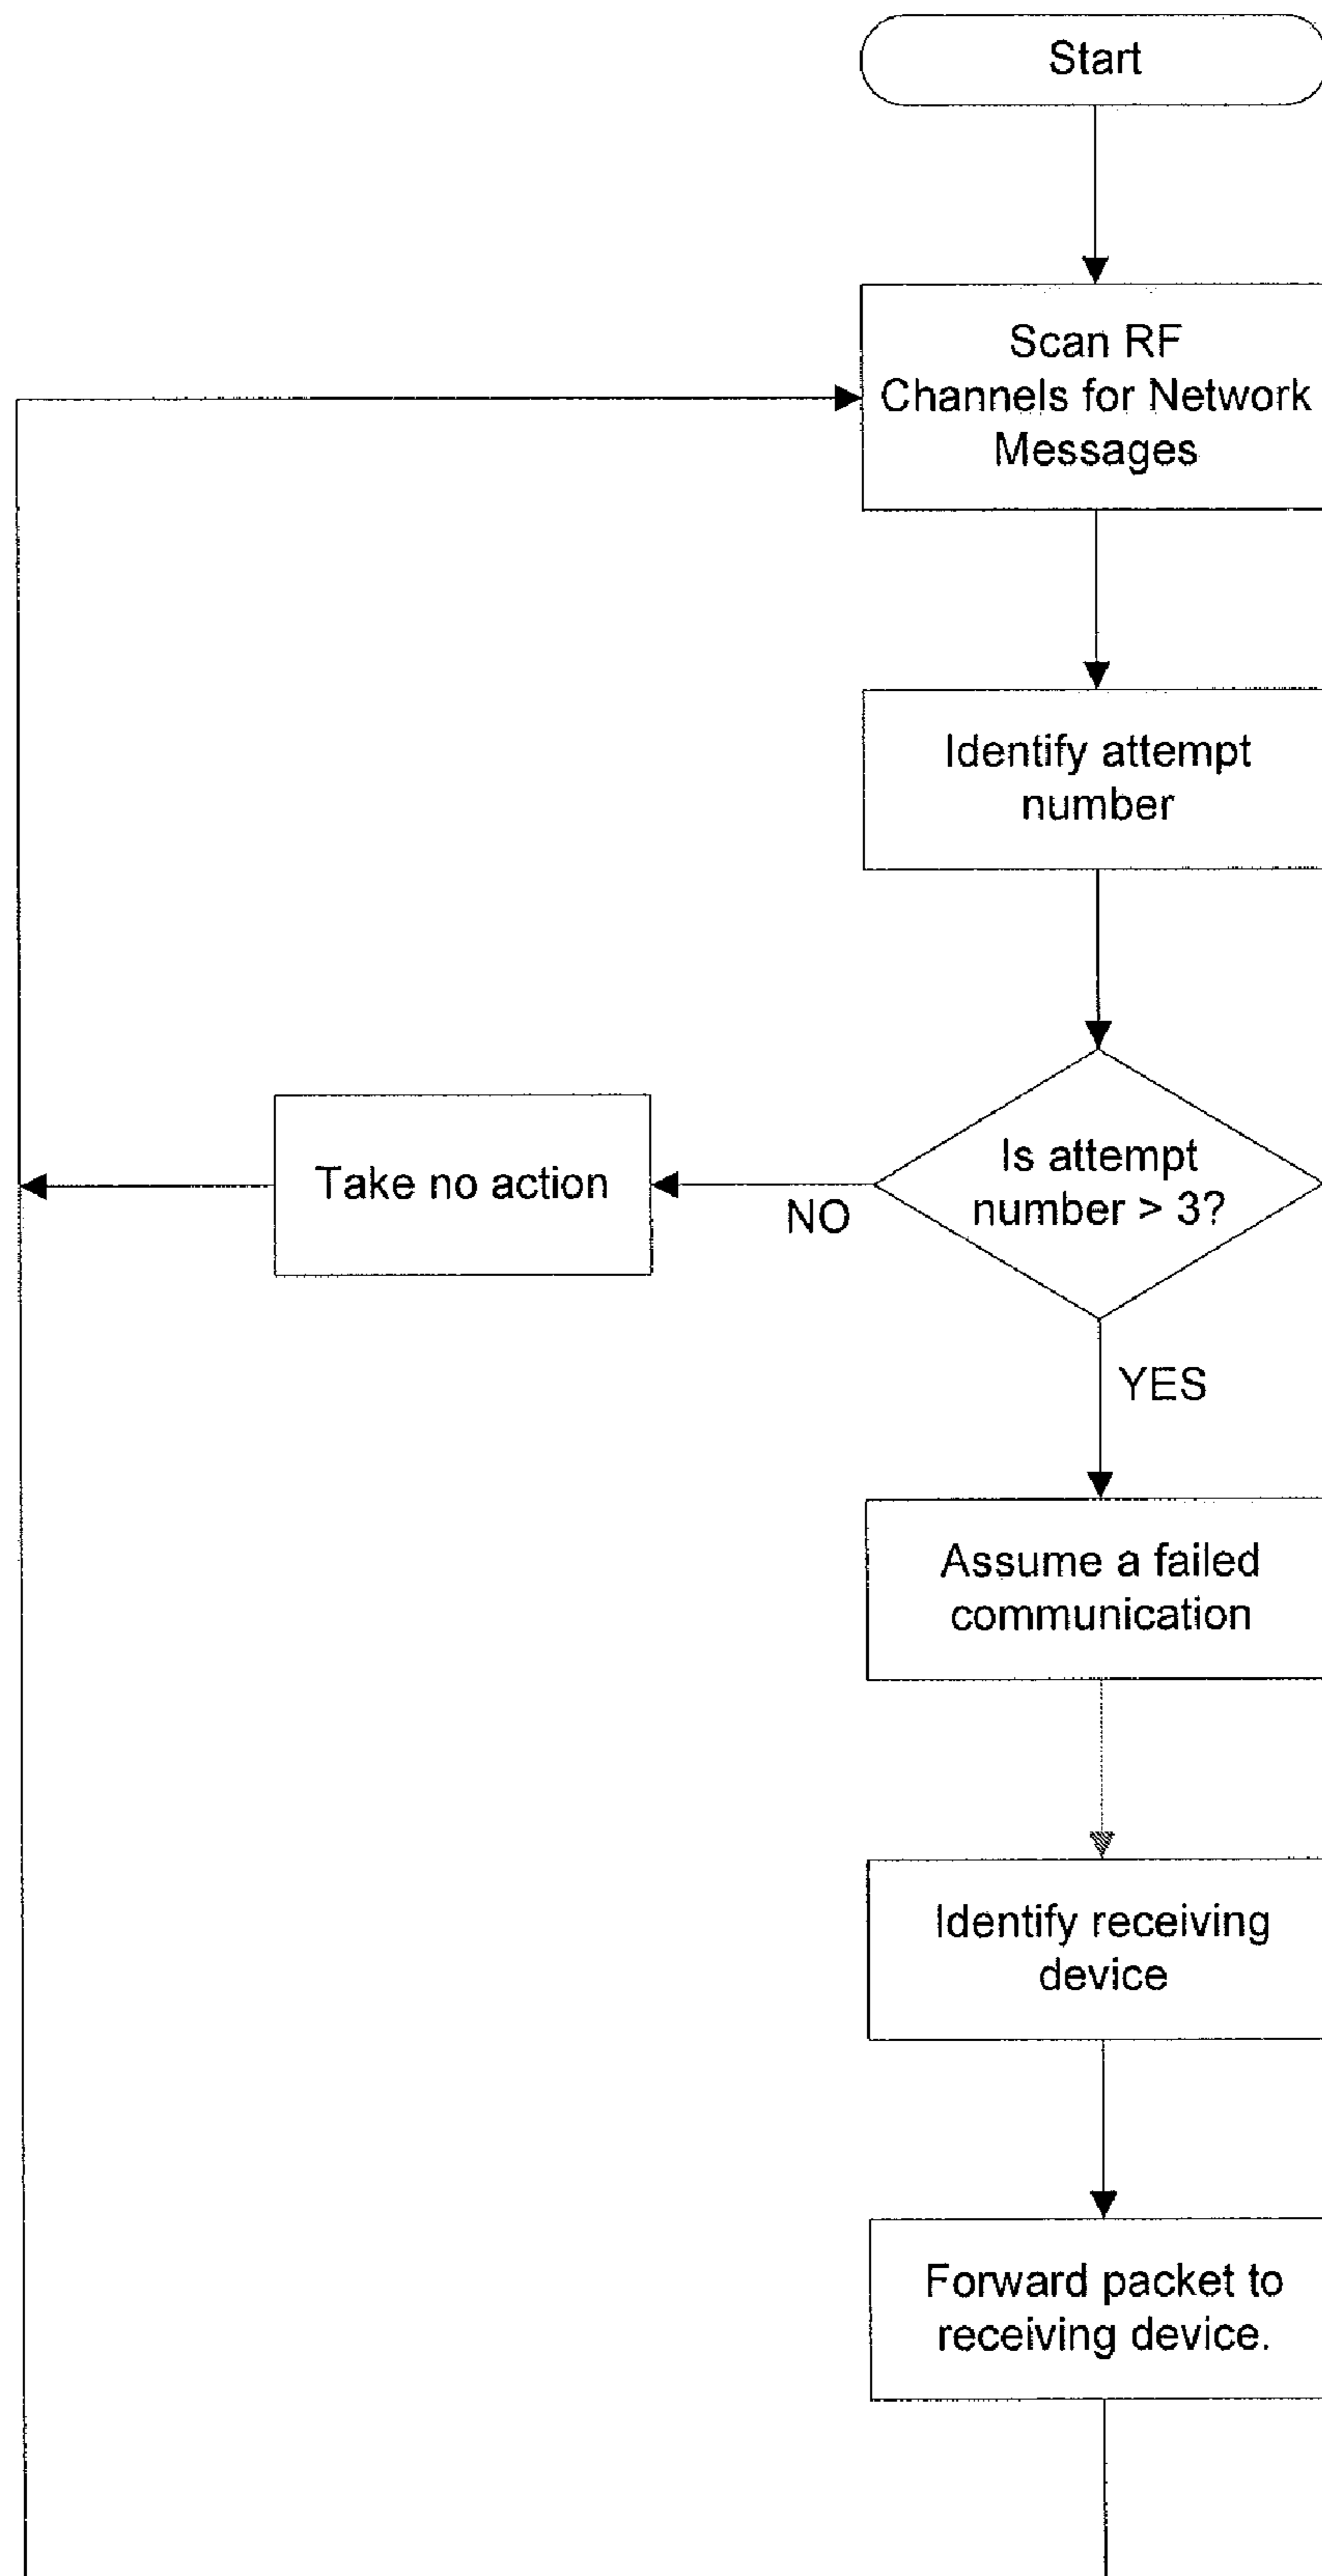 Start
Scan RF
Channels for Network
Messages
Identify attempt
number
Is attempt
number > 3?
NO
Take no action
YES
Assume a failed
communication
Identify receiving
device
Forward packet to
receiving device.